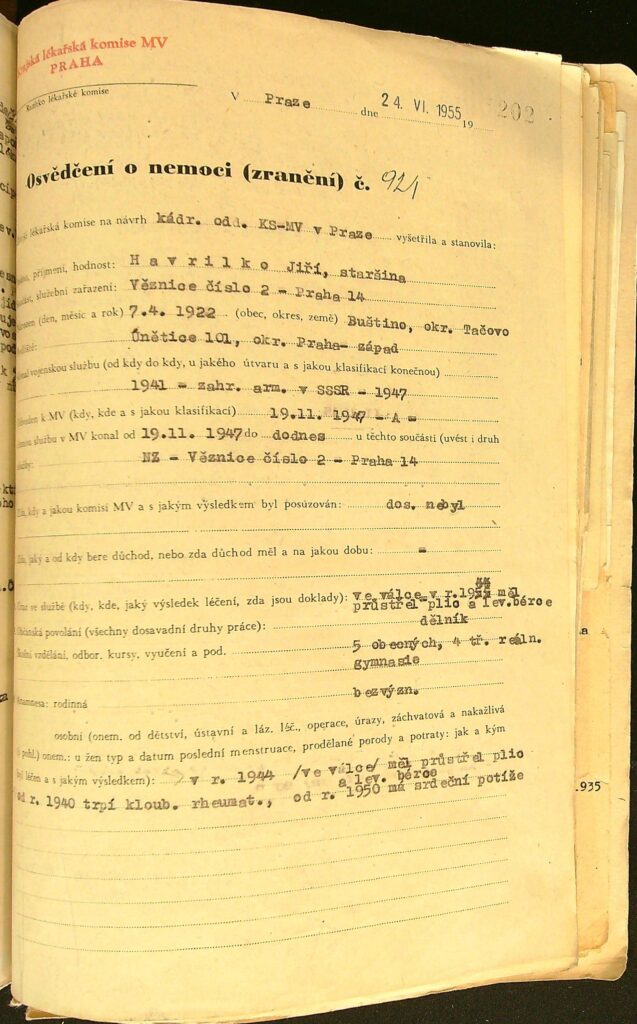 lékařská komise MV
PRAHA
Razítko lékařské komise
V Praze dne 24. VI. 1955 19
202
Osvědčení o nemoci (zranění) č. 921
lékařská komise na návrh kádr. odd. KS-MV v Praze vyšetřila a stanovila:
příjmení, hodnost: Havrilko Jiří, staršina
služební zařazení: Věznice číslo 2 - Praha 14
(den, měsíc a rok) 7.4. 1922 (obec, okres, země) Buštino, okr. Tačovo
Únětice 101, okr. Praha- západ
vojenskou službu (od kdy do kdy, u jakého útvaru a s jakou klasifikací konečnou)
1941 - zahr. arm. v SSSR - 1947
k MV (kdy, kde a s jakou klasifikací) 19.11. 1947 - A -
službu v MV konal od 19.11. 1947 do dodnes u těchto součástí (uvést i druh
NZ - Věznice číslo 2 - Praha 14
kdy a jakou komisí MV a s jakým výsledkem byl posuzován: dos. nebyl
jaký a od kdy bere důchod, nebo zda důchod měl a na jakou dobu: -
ve službě (kdy, kde, jaký výsledek léčení, zda jsou doklady): ve válce v r. 1944 měl
průstřel plic a lev. bérce
povolání (všechny dosavadní druhy práce): dělník
vzdělání, odbor. kursy, vyučení a pod. 5 obecných, 4 tř. reáln.
gymnasie
rodinná bezvýzn.
osobní (onem. od dětství, ústavní a láz. léč., operace, úrazy, záchvatová a nakažlivá
pohl.) onem.: u žen typ a datum poslední menstruace, prodělané porody a potraty: jak a kým
léčen a s jakým výsledkem): v r. 1944 /ve válce/ měl průstřel plic
a lev. bérce
od r. 1940 trpí kloub. rheumat., od r. 1950 má srdeční potíže
935